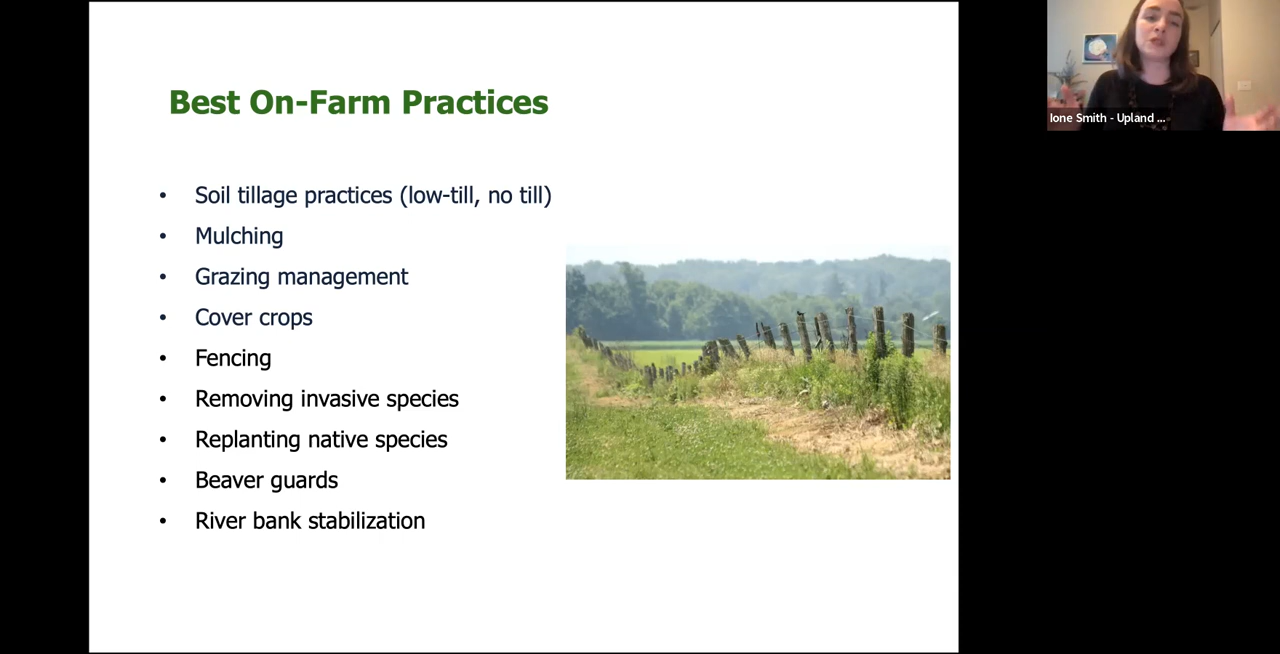 Best On-Farm Practices
• Soil tillage practices (low-till, no till)
• Mulching
• Grazing management
• Cover crops
• Fencing
• Removing invasive species
• Replanting native species
• Beaver guards
• River bank stabilization
Ione Smith - Upland ...